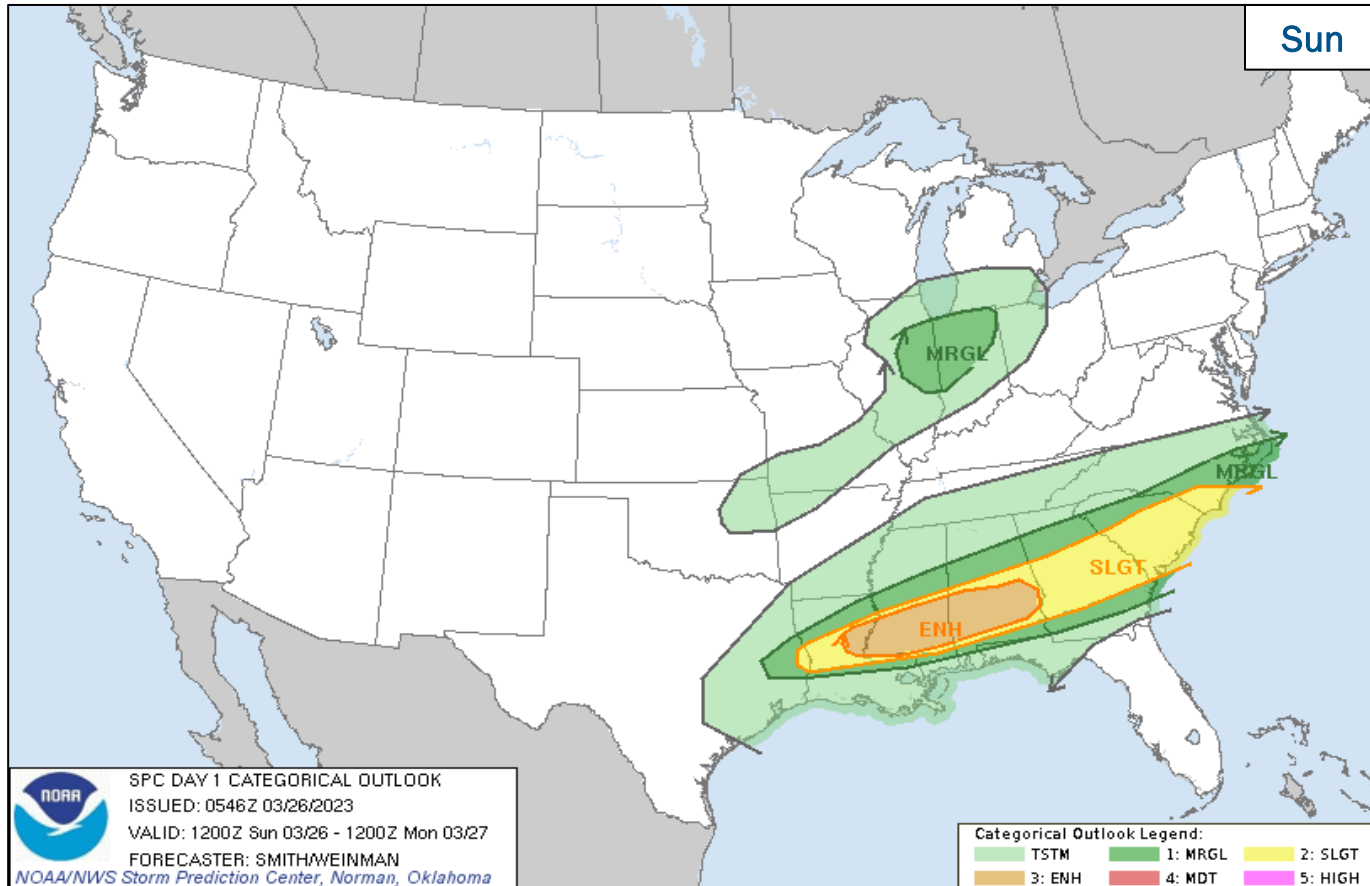 Sun
MRGL
MRGL
SLGT
ENH
NOAA
SPC DAY 1 CATEGORICAL OUTLOOK
ISSUED: 0546Z 03/26/2023
VALID: 1200Z Sun 03/26 - 1200Z Mon 03/27
FORECASTER: SMITH/WEINMAN
NOAA/NWS Storm Prediction Center, Norman, Oklahoma
Categorical Outlook Legend:
TSTM 1: MRGL 2: SLGT
3: ENH 4: MDT 5: HIGH